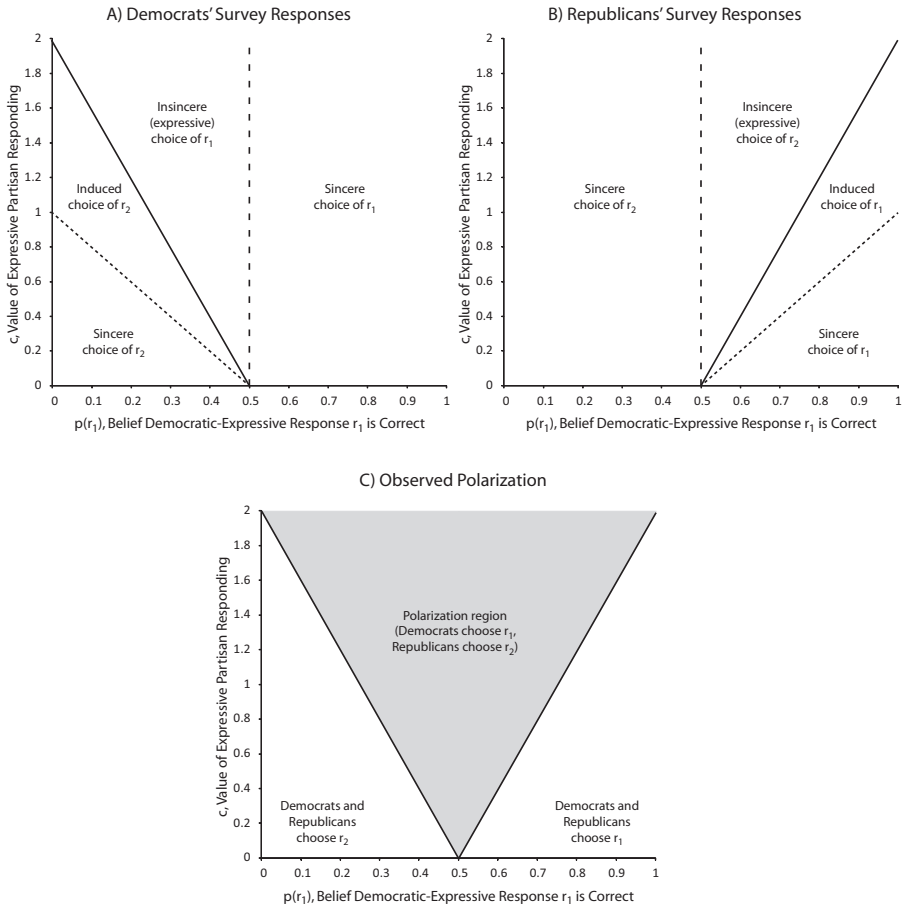 A) Democrats' Survey Responses
c, Value of Expressive Partisan Responding
2
1.8
1.6
1.4
1.2
1
0.8
0.6
0.4
0.2
0
Insincere
(expressive)
choice of r1
Induced
choice of r2
Sincere
choice of r1
Sincere
choice of r2
0 0.1 0.2 0.3 0.4 0.5 0.6 0.7 0.8 0.9 1
p(r1), Belief Democratic-Expressive Response r1 is Correct
B) Republicans' Survey Responses
c, Value of Expressive Partisan Responding
2
1.8
1.6
1.4
1.2
1
0.8
0.6
0.4
0.2
0
Insincere
(expressive)
choice of r2
Sincere
choice of r2
Induced
choice of r1
Sincere
choice of r1
0 0.1 0.2 0.3 0.4 0.5 0.6 0.7 0.8 0.9 1
p(r1), Belief Democratic-Expressive Response r1 is Correct
C) Observed Polarization
c, Value of Expressive Partisan Responding
2
1.8
1.6
1.4
1.2
1
0.8
0.6
0.4
0.2
0
Polarization region
(Democrats choose r1,
Republicans choose r2)
Democrats and
Republicans
choose r2
Democrats and
Republicans
choose r1
0 0.1 0.2 0.3 0.4 0.5 0.6 0.7 0.8 0.9 1
p(r1), Belief Democratic-Expressive Response r1 is Correct